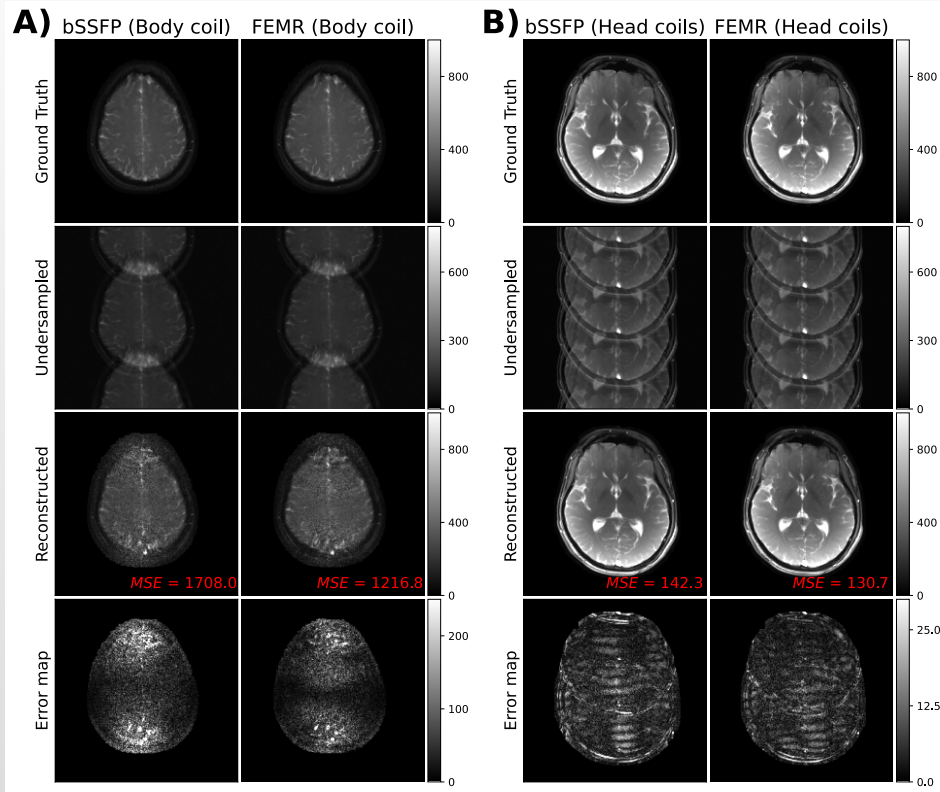 A) bSSFP (Body coil) FEMR (Body coil)
B) bSSFP (Head coils) FEMR (Head coils)
Ground Truth
800
400
0
Ground Truth
800
400
0
Undersampled
600
300
0
Undersampled
600
300
0
Reconstructed
MSE = 1708.0
MSE = 1216.8
800
400
0
Reconstructed
MSE = 142.3
MSE = 130.7
800
400
0
Error map
200
100
0
Error map
25.0
12.5
0.0